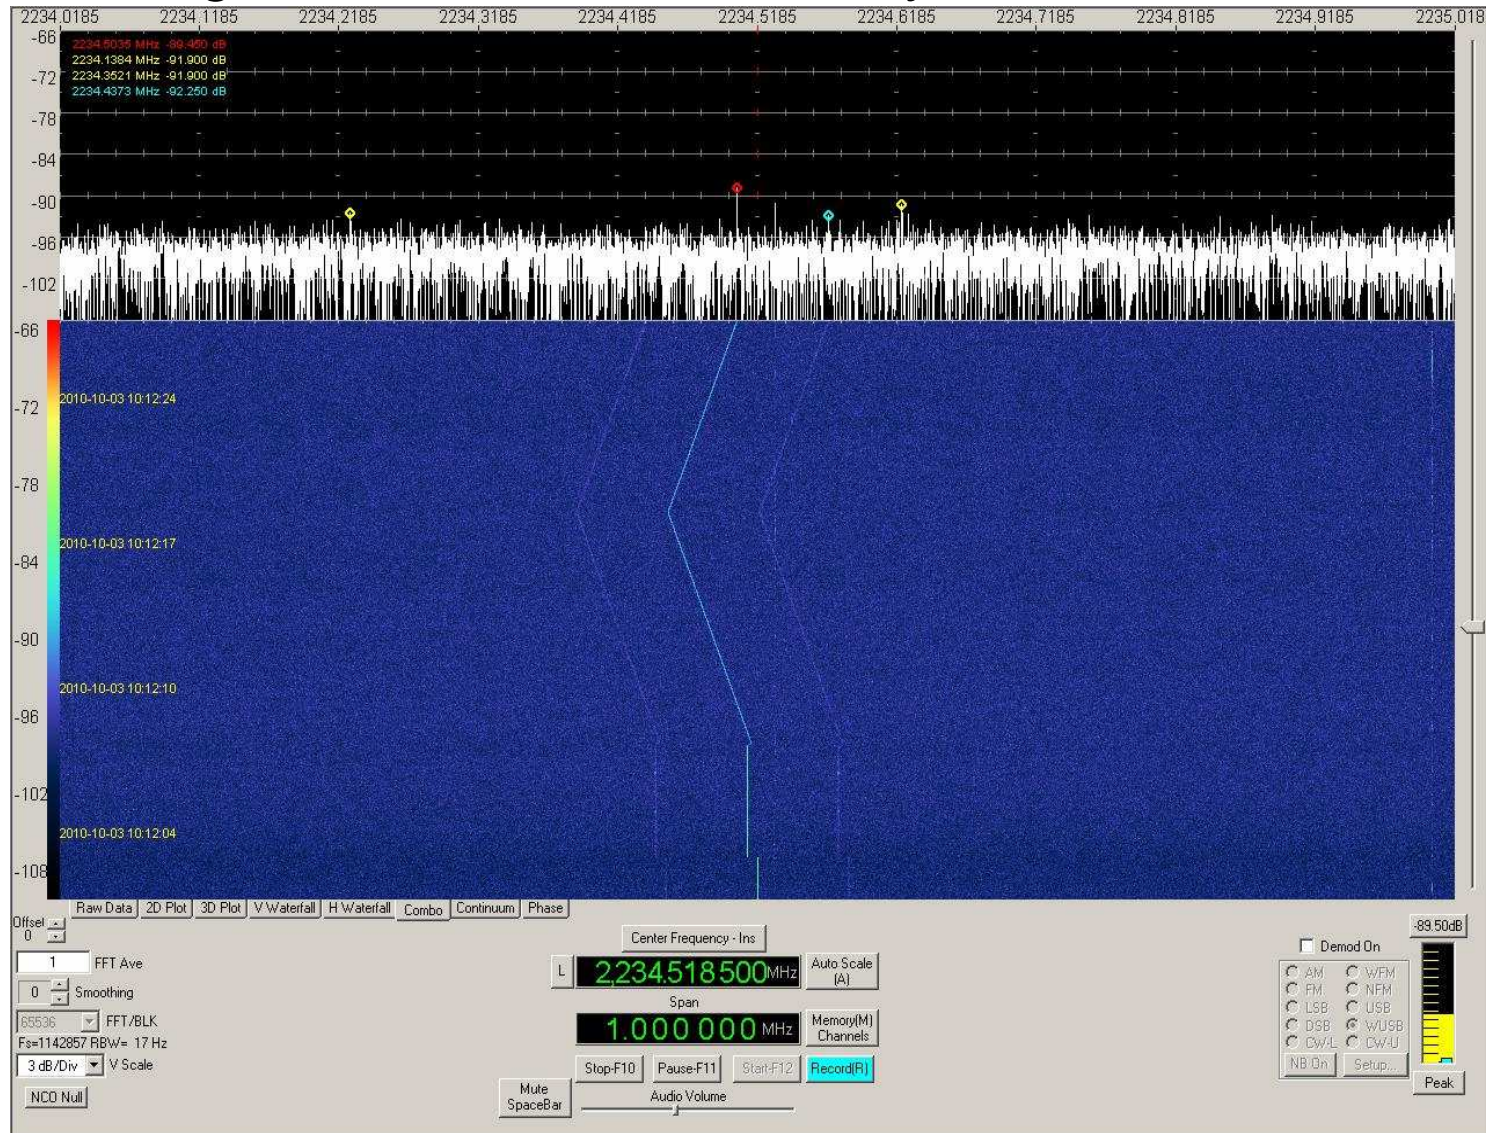 2234.0185 2234.1185 2234.2185 2234.3185 2234.4185 2234.5185 2234.6185 2234.7185 2234.8185 2234.9185 2235.018
-66
2234.5035 MHz -89.450 dB
2234.1384 MHz -91.900 dB
2234.3521 MHz -91.900 dB
2234.4373 MHz -92.250 dB
-72
-78
-84
-90
-96
-102
-66
2010-10-03 10:12:24
-72
-78
2010-10-03 10:12:17
-84
-90
2010-10-03 10:12:10
-96
-102
2010-10-03 10:12:04
-108
Raw Data 2D Plot 3D Plot V Waterfall H Waterfall Combo Continuum Phase
Offset
0
1 FFT Ave
0 Smoothing
65536 FFT/BLK
Fs=1142857 RBW= 17 Hz
3 dB/Div V Scale
NCO Null
Center Frequency - Ins
L 2,234.518 500 MHz Auto Scale
(A)
Span
1.000 000 MHz Memory(M)
Channels
Stop-F10 Pause-F11 Start-F12 Record(R)
Mute
SpaceBar
Audio Volume
-89.50dB
Demod On
AM WFM
FM NFM
LSB USB
DSB WUSB
CW-L CW-U
NB On Setup...
Peak